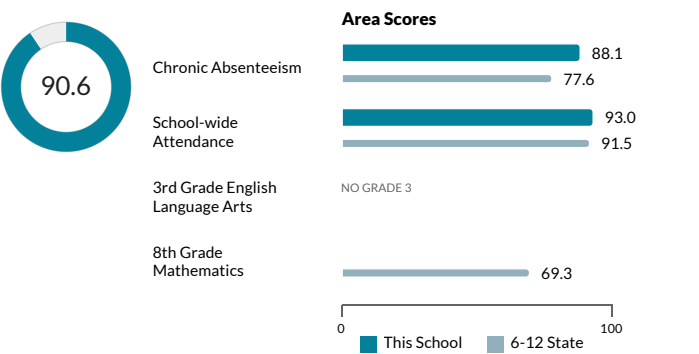 Area Scores
90.6
Chronic Absenteeism
88.1
77.6
School-wide
Attendance
93.0
91.5
3rd Grade English
Language Arts
NO GRADE 3
8th Grade
Mathematics
69.3
0
100
This School
6-12 State